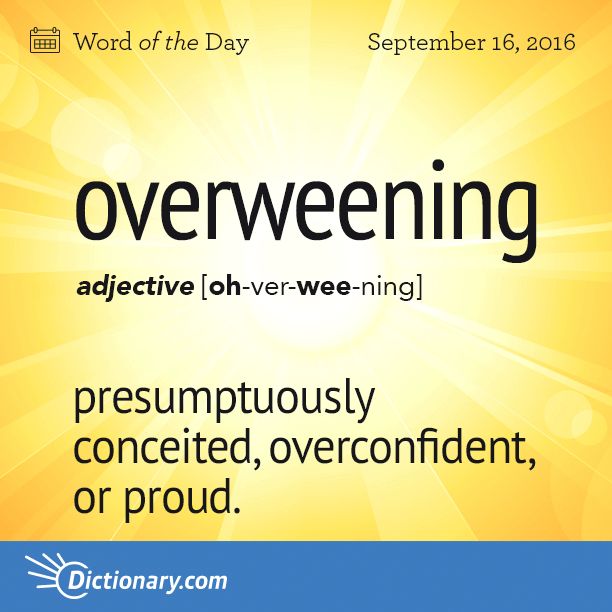 Word of the Day
September 16, 2016
overweening
adjective [oh-ver-wee-ning]
presumptuously
conceited, overconfident,
or proud.
Dictionary.com